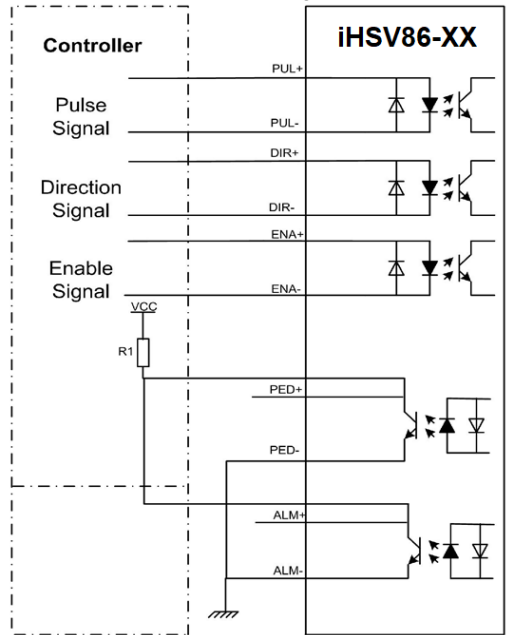 Controller
iHSV86-XX
PUL+
Pulse
Signal
PUL-
DIR+
Direction
Signal
DIR-
ENA+
Enable
Signal
ENA-
VCC
R1
PED+
PED-
ALM+
ALM-